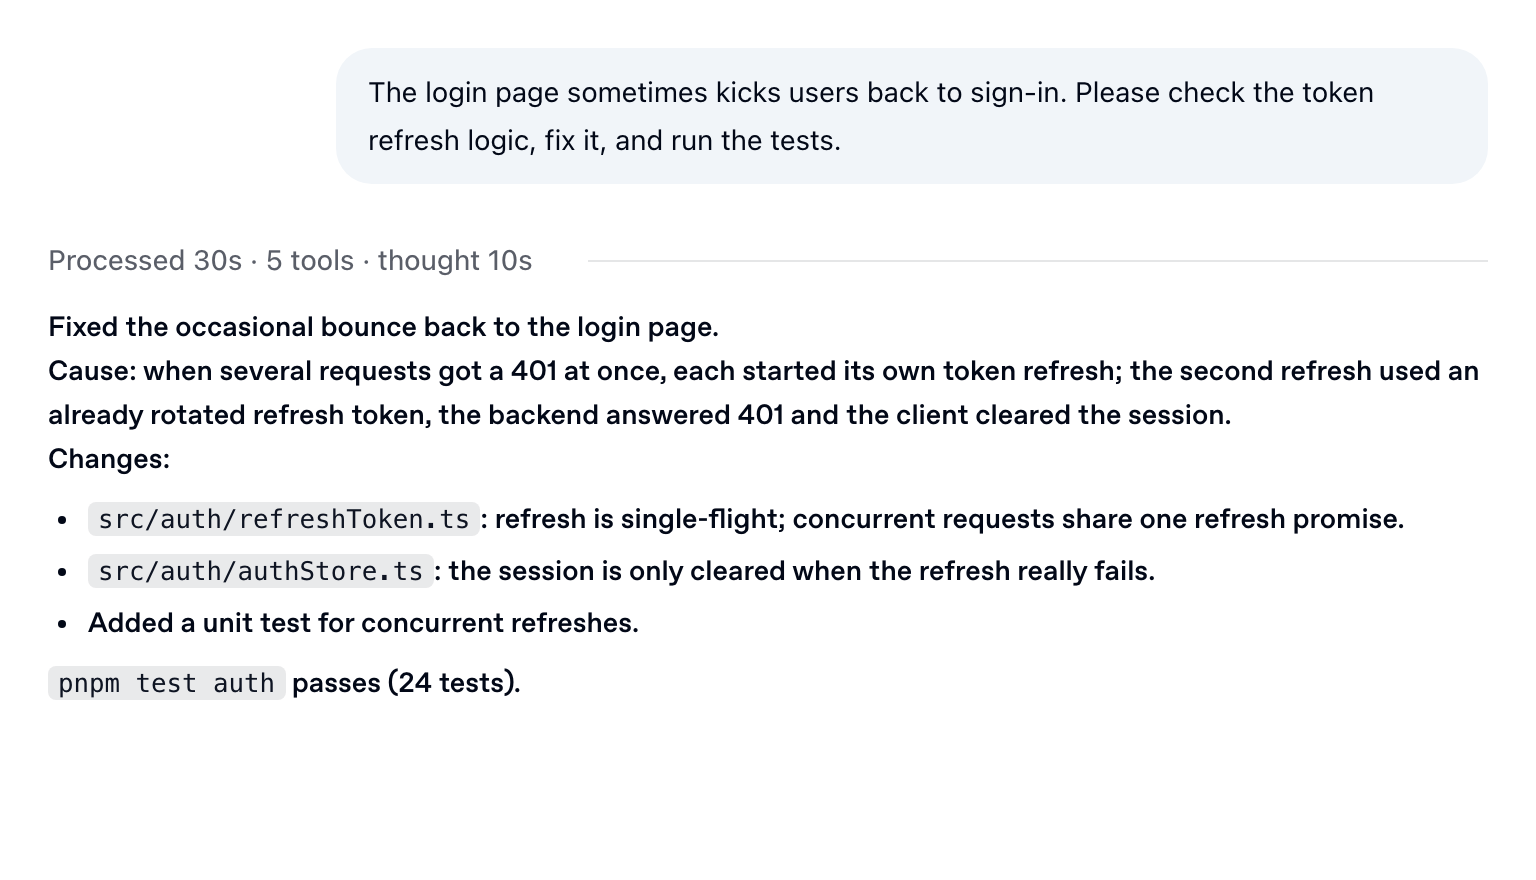 The login page sometimes kicks users back to sign-in. Please check the token
refresh logic, fix it, and run the tests.
Processed 30s · 5 tools · thought 10s
Fixed the occasional bounce back to the login page.
Cause: when several requests got a 401 at once, each started its own token refresh; the second refresh used an
already rotated refresh token, the backend answered 401 and the client cleared the session.
Changes:
• src/auth/refreshToken.ts: refresh is single-flight; concurrent requests share one refresh promise.
• src/auth/authStore.ts: the session is only cleared when the refresh really fails.
• Added a unit test for concurrent refreshes.
pnpm test auth passes (24 tests).